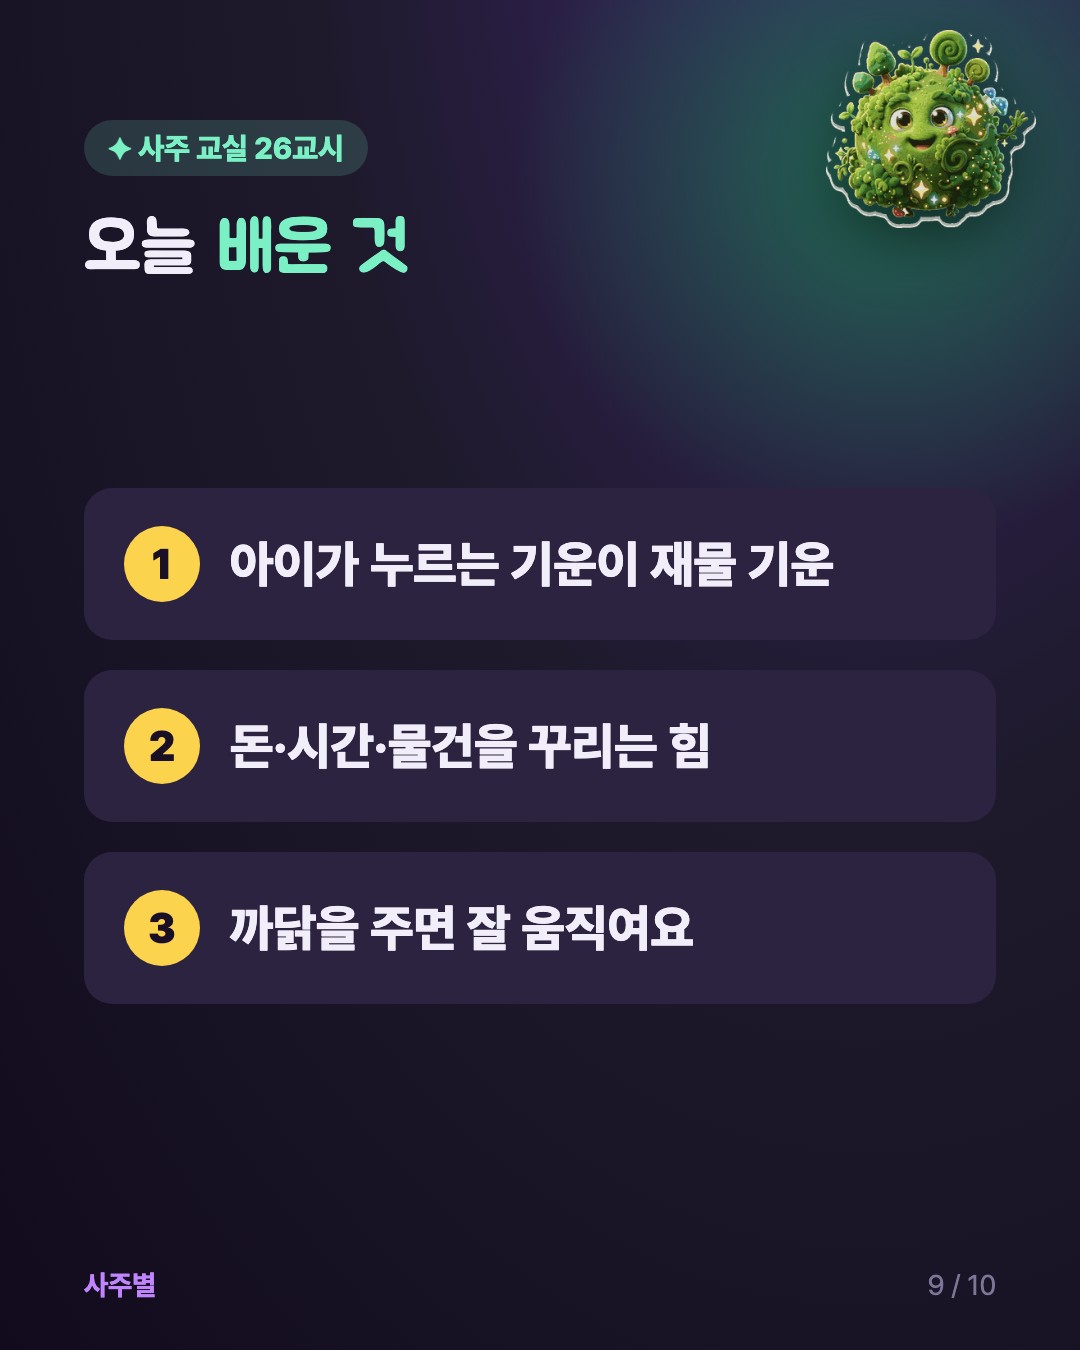 ✦ 사주 교실 26교시
오늘 배운 것
1 아이가 누르는 기운이 재물 기운
2 돈·시간·물건을 꾸리는 힘
3 까닭을 주면 잘 움직여요
사주별
9 / 10